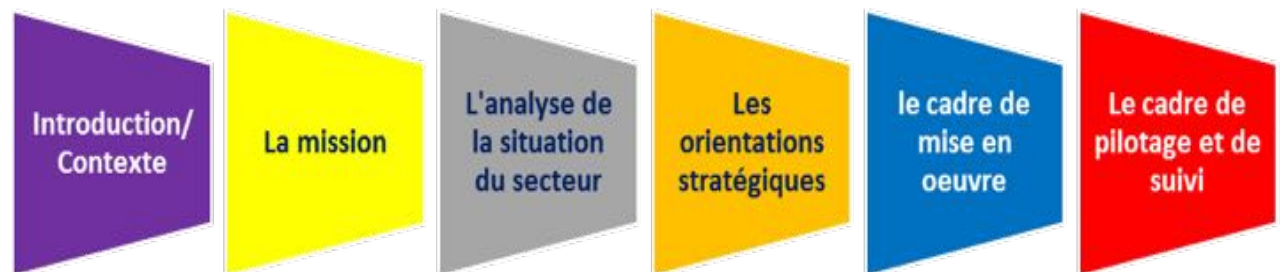 Introduction/
Contexte
La mission
L'analyse de
la situation
du secteur
Les
orientations
stratégiques
le cadre de
mise en
oeuvre
Le cadre de
pilotage et de
suivi